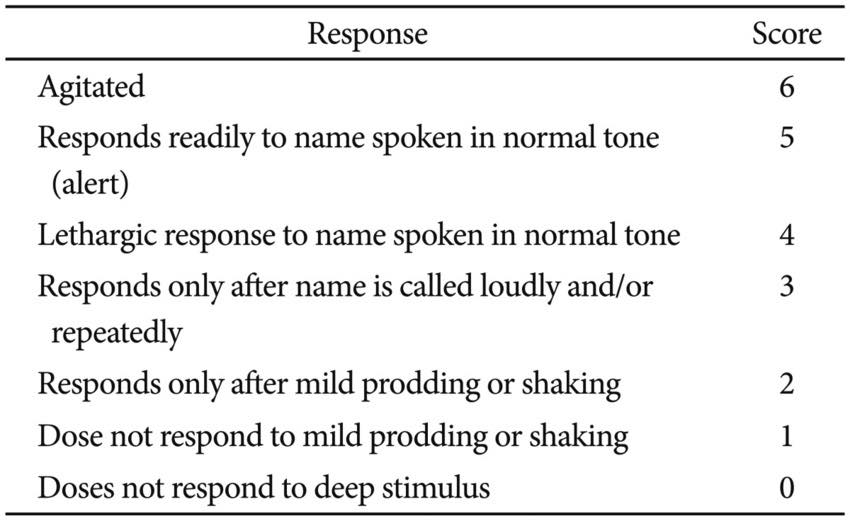 Response Score
Agitated 6
Responds readily to name spoken in normal tone 5
(alert)
Lethargic response to name spoken in normal tone 4
Responds only after name is called loudly and/or 3
repeatedly
Responds only after mild prodding or shaking 2
Dose not respond to mild prodding or shaking 1
Doses not respond to deep stimulus 0